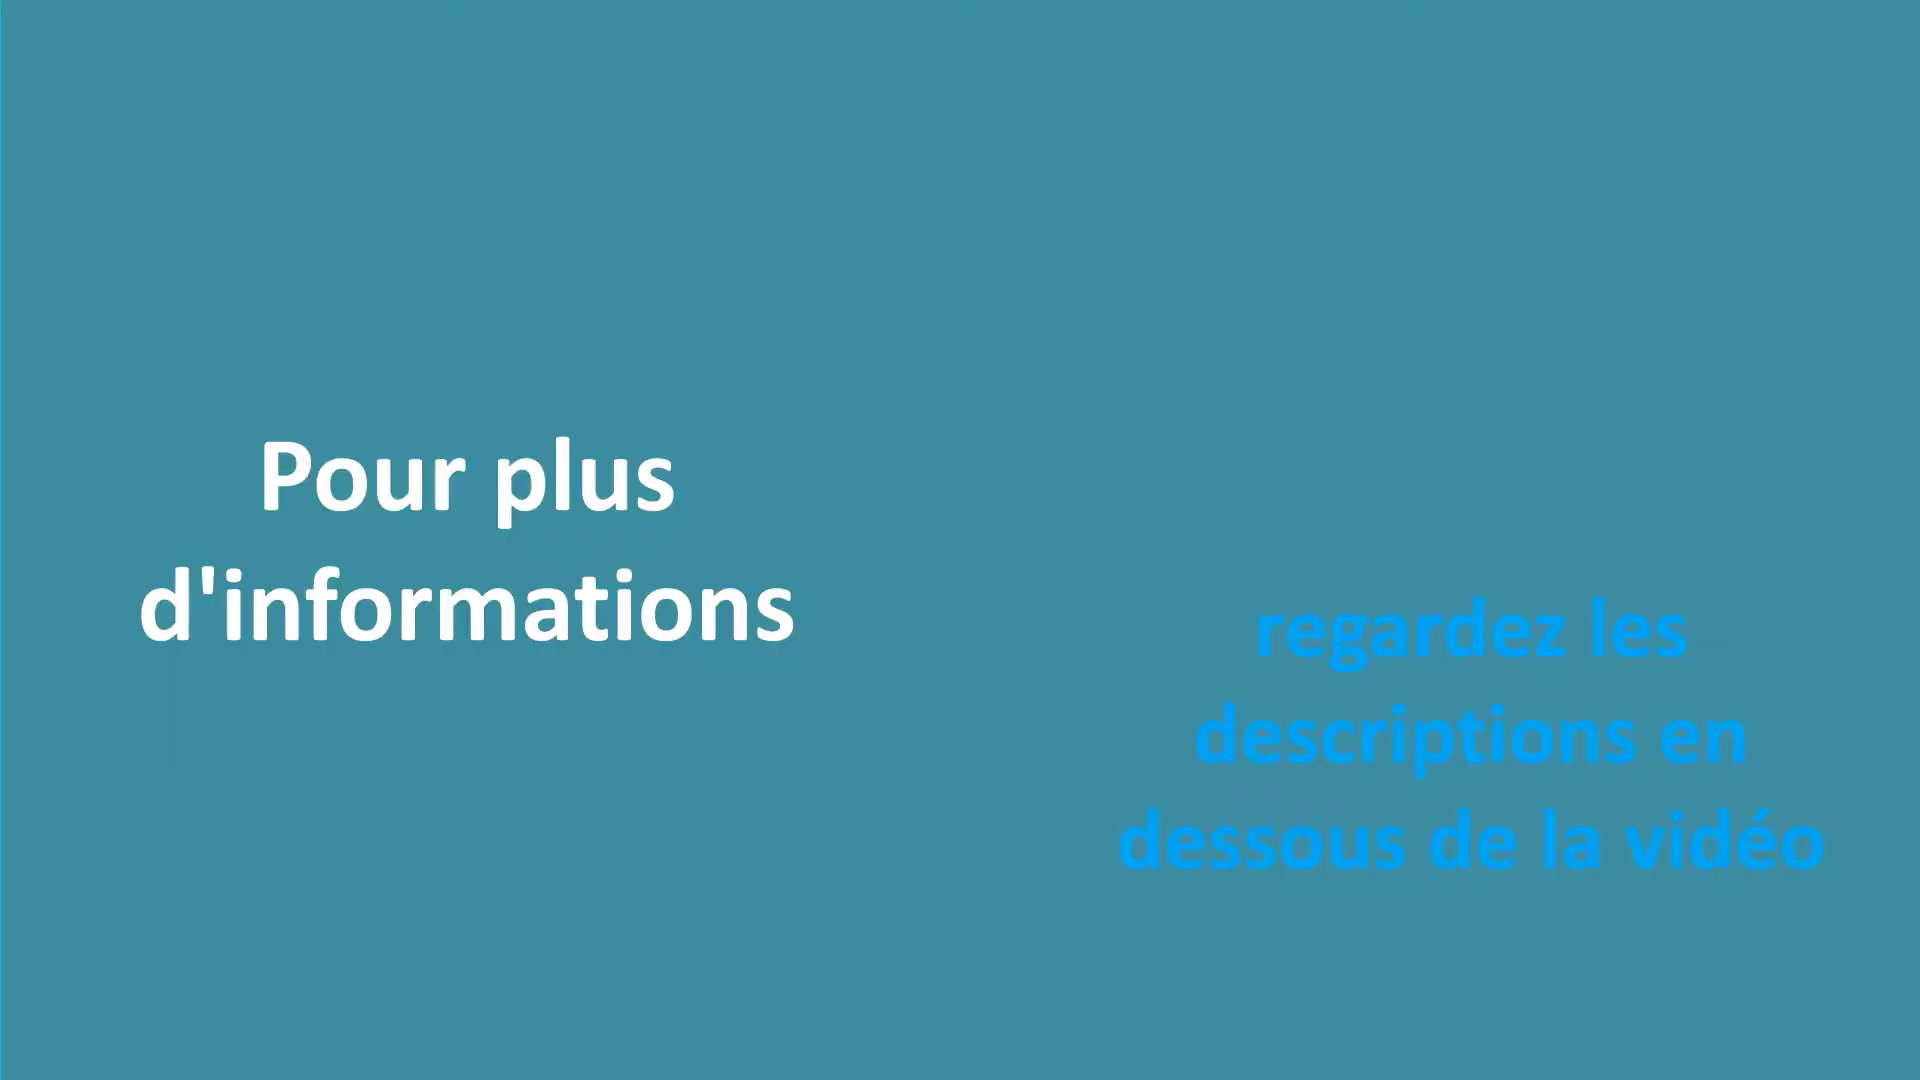 Pour plus
d'informations
regardez les
descriptions en
dessous de la vidéo